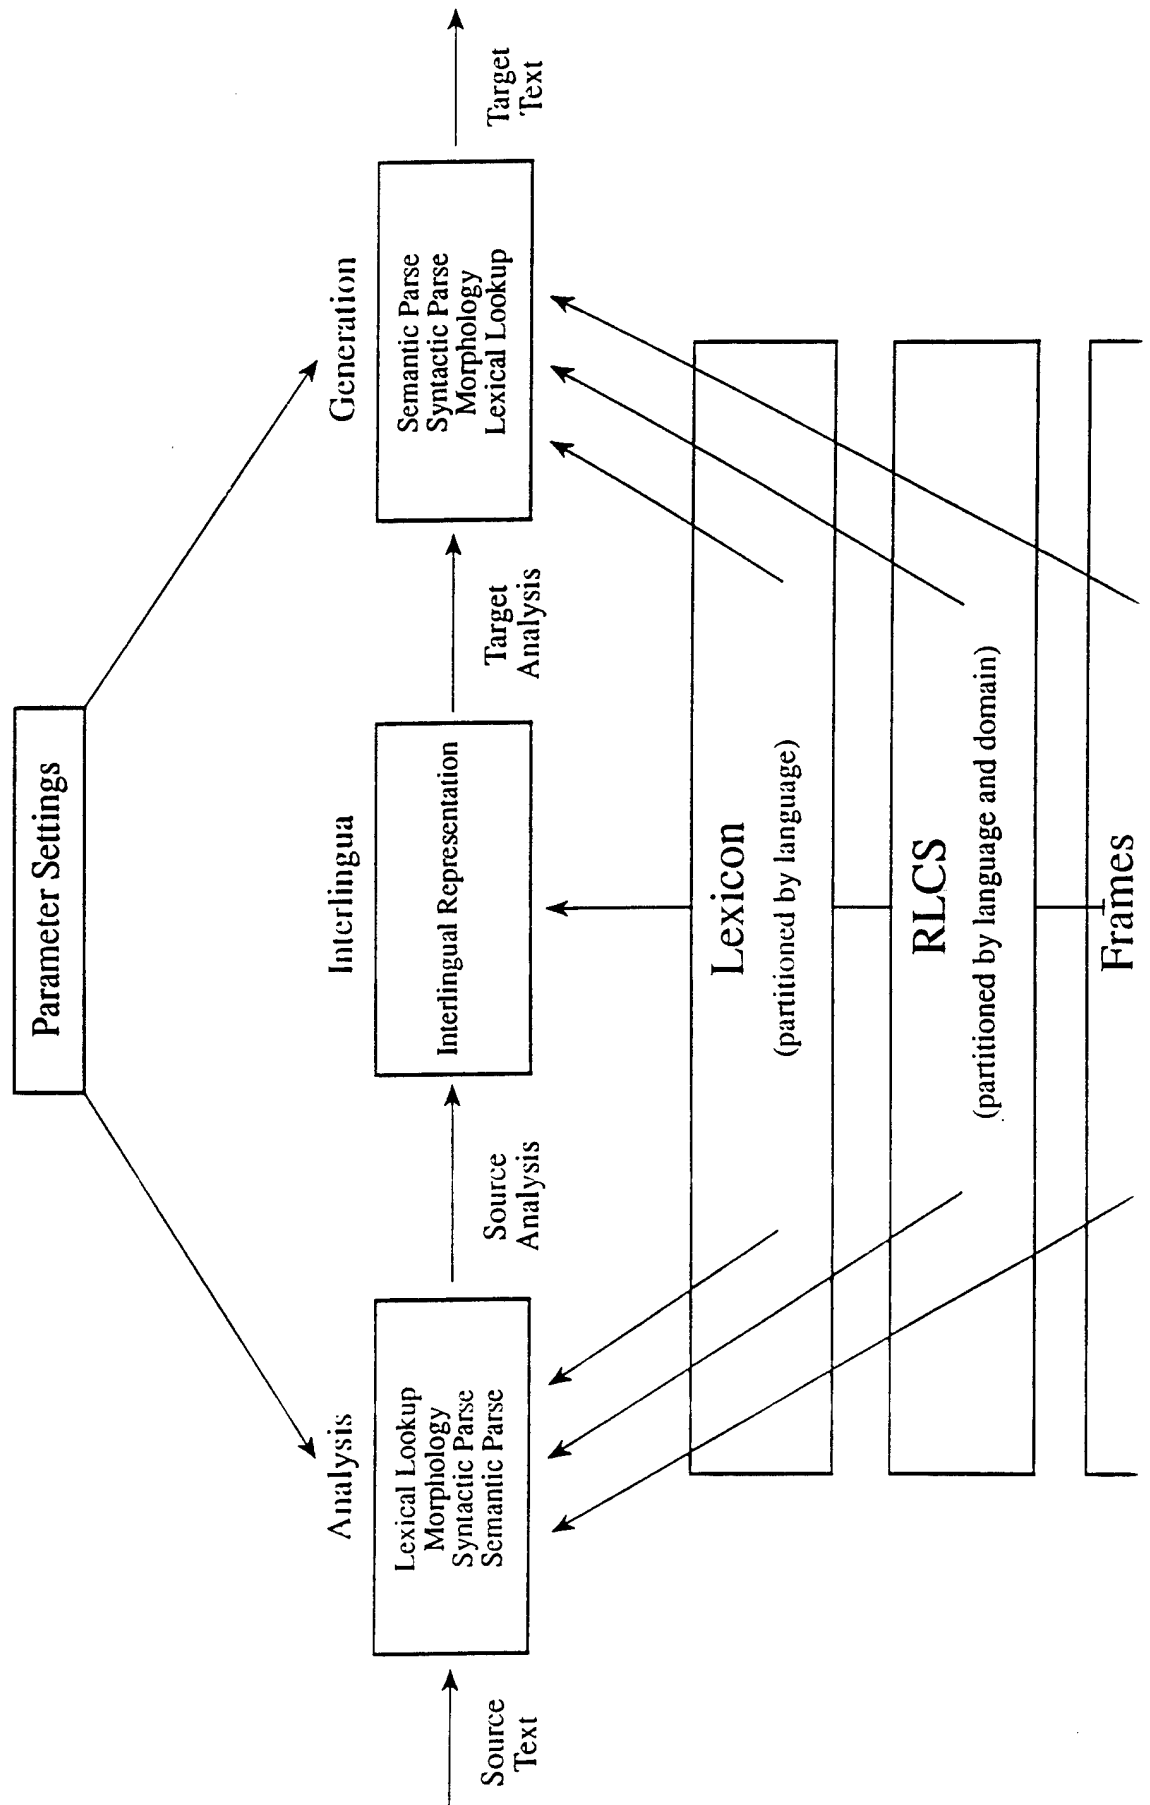 Parameter Settings
Analysis
Interlingua
Generation
Lexical Lookup
Morphology
Syntactic Parse
Semantic Parse
Interlingual Representation
Semantic Parse
Syntactic Parse
Morphology
Lexical Lookup
Source
Text
Source
Analysis
Target
Analysis
Target
Text
Lexicon
(partitioned by language)
RLCS
(partitioned by language and domain)
Frames